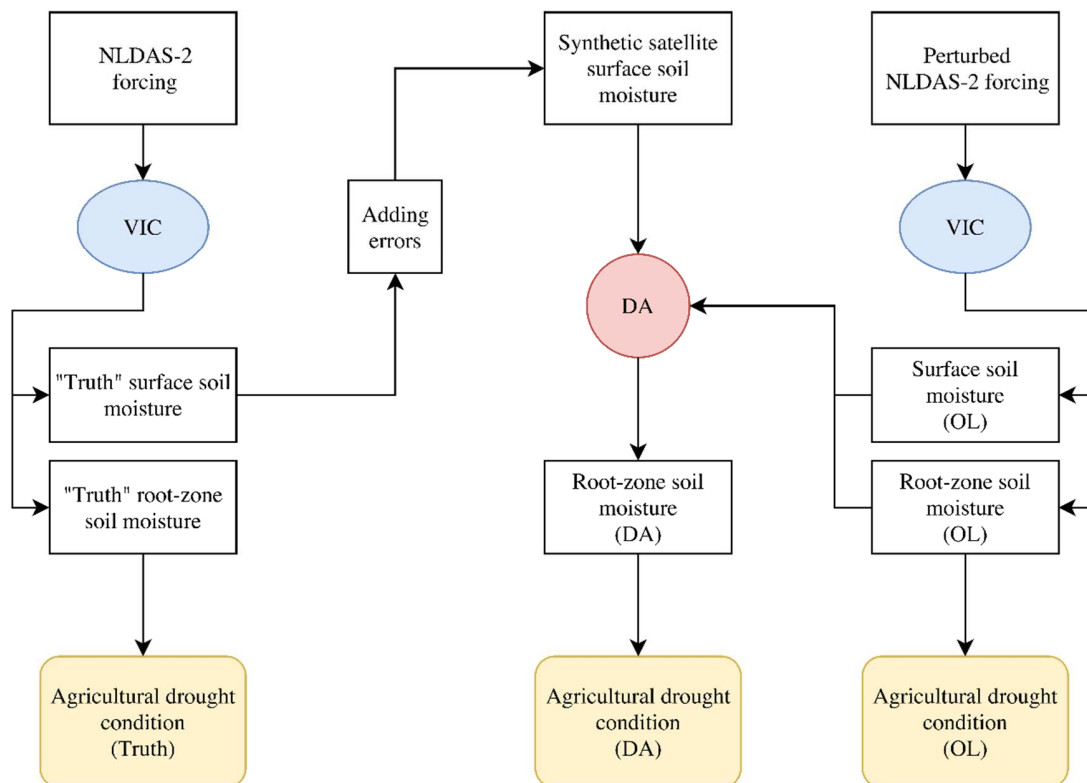 NLDAS-2
forcing
VIC
"Truth" surface soil
moisture
"Truth" root-zone
soil moisture
Agricultural drought
condition
(Truth)
Adding
errors
Synthetic satellite
surface soil
moisture
DA
Root-zone soil
moisture
(DA)
Agricultural drought
condition
(DA)
Perturbed
NLDAS-2 forcing
VIC
Surface soil
moisture
(OL)
Root-zone soil
moisture
(OL)
Agricultural drought
condition
(OL)